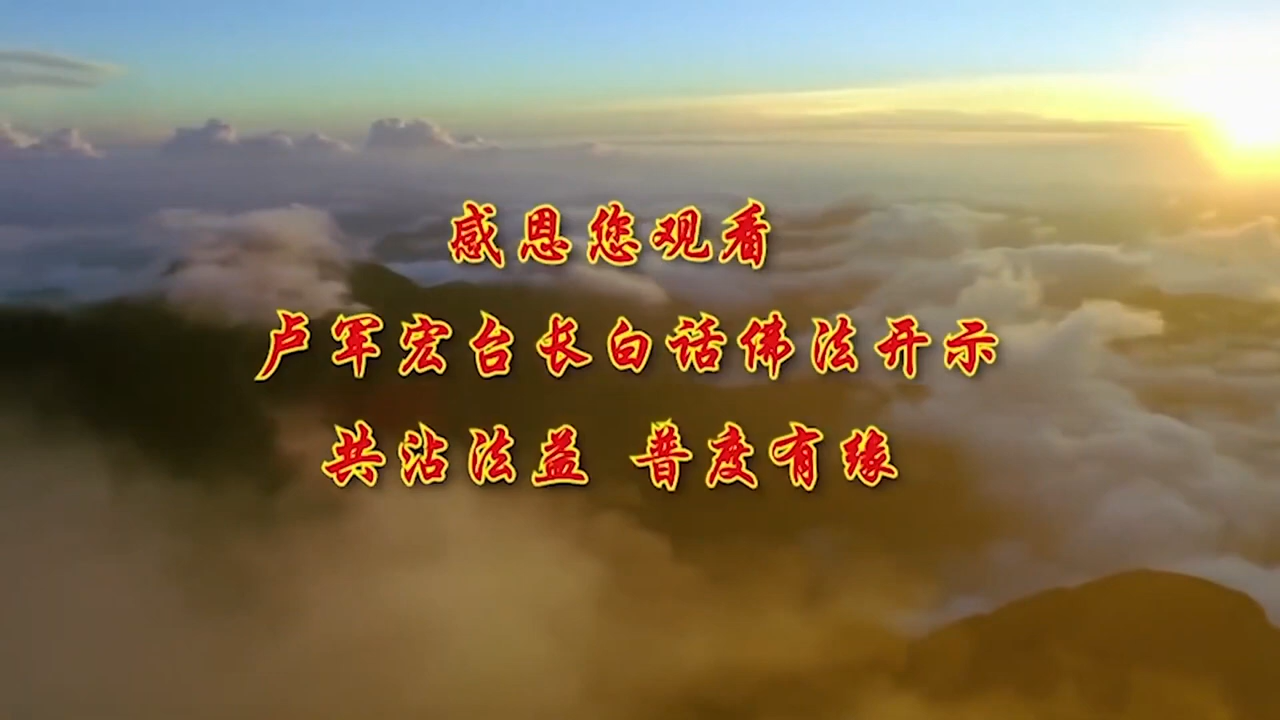 感恩您观看
卢军宏台长白话佛法开示
共沾法益 普度有缘